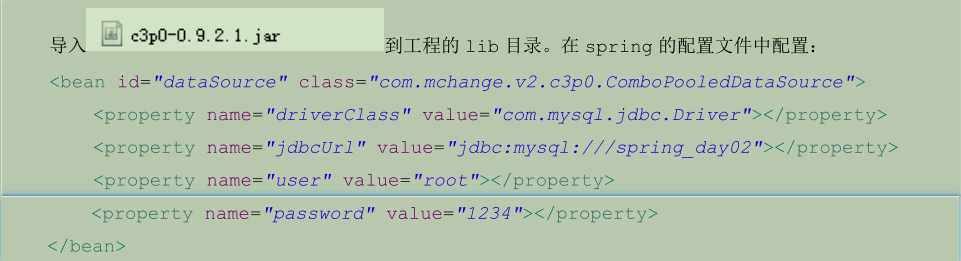 导入 c3p0-0.9.2.1.jar 到工程的 lib 目录。在 spring 的配置文件中配置：
<bean id="dataSource" class="com.mchange.v2.c3p0.ComboPooledDataSource">
<property name="driverClass" value="com.mysql.jdbc.Driver"></property>
<property name="jdbcUrl" value="jdbc:mysql:///spring_day02"></property>
<property name="user" value="root"></property>
<property name="password" value="1234"></property>
</bean>